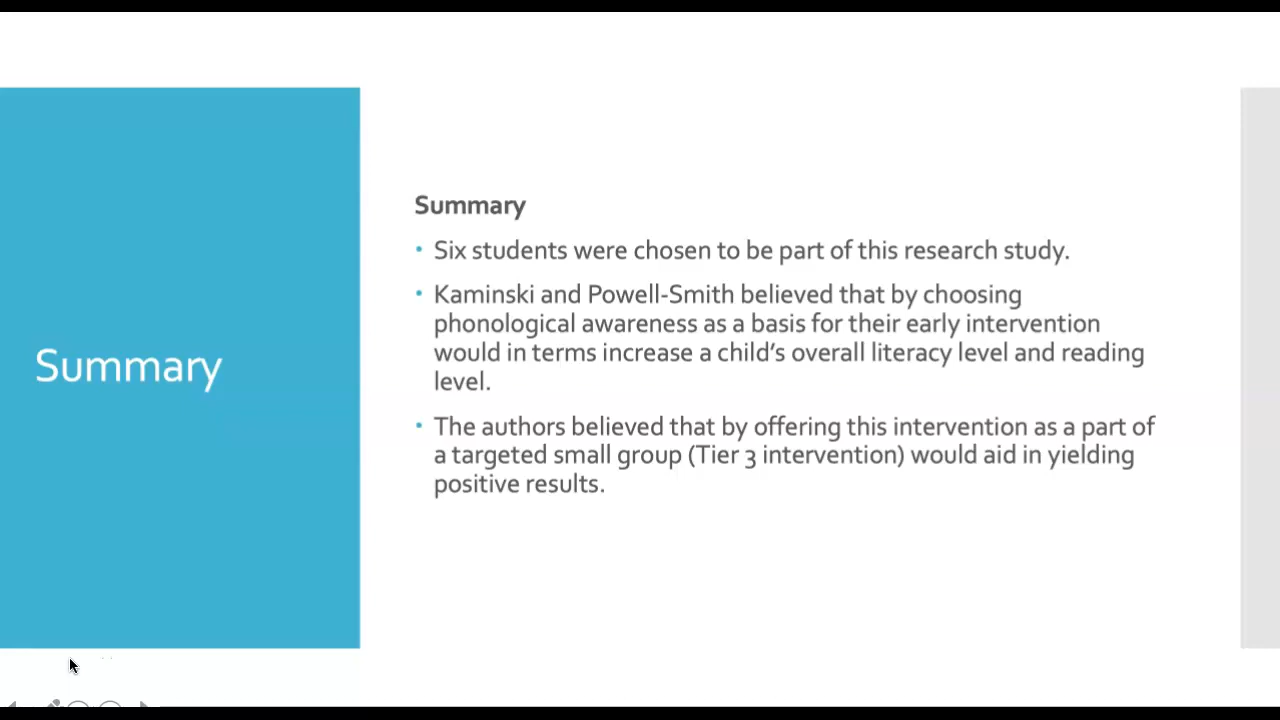 Summary
Summary
• Six students were chosen to be part of this research study.
• Kaminski and Powell-Smith believed that by choosing
phonological awareness as a basis for their early intervention
would in terms increase a child's overall literacy level and reading
level.
• The authors believed that by offering this intervention as a part of
a targeted small group (Tier 3 intervention) would aid in yielding
positive results.